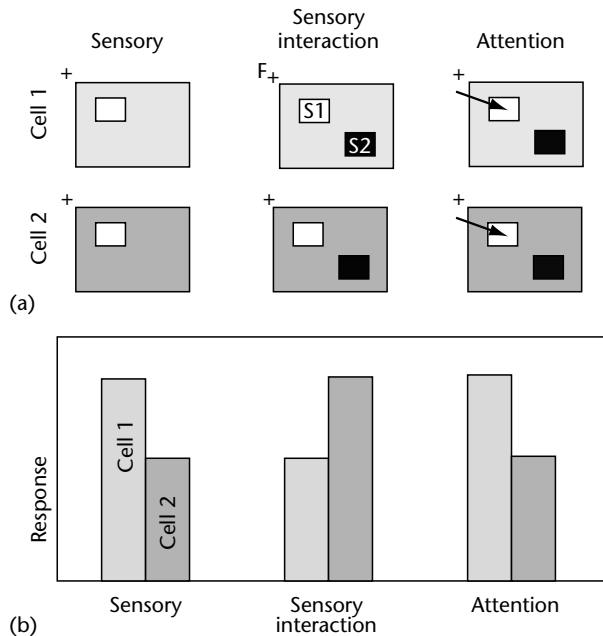 Sensory
Sensory
interaction
Attention
Cell 1
+
F+
S1
S2
+
Cell 2
+
+
+
(a)
Response
Cell 1
Cell 2
Sensory
Sensory
interaction
Attention
(b)